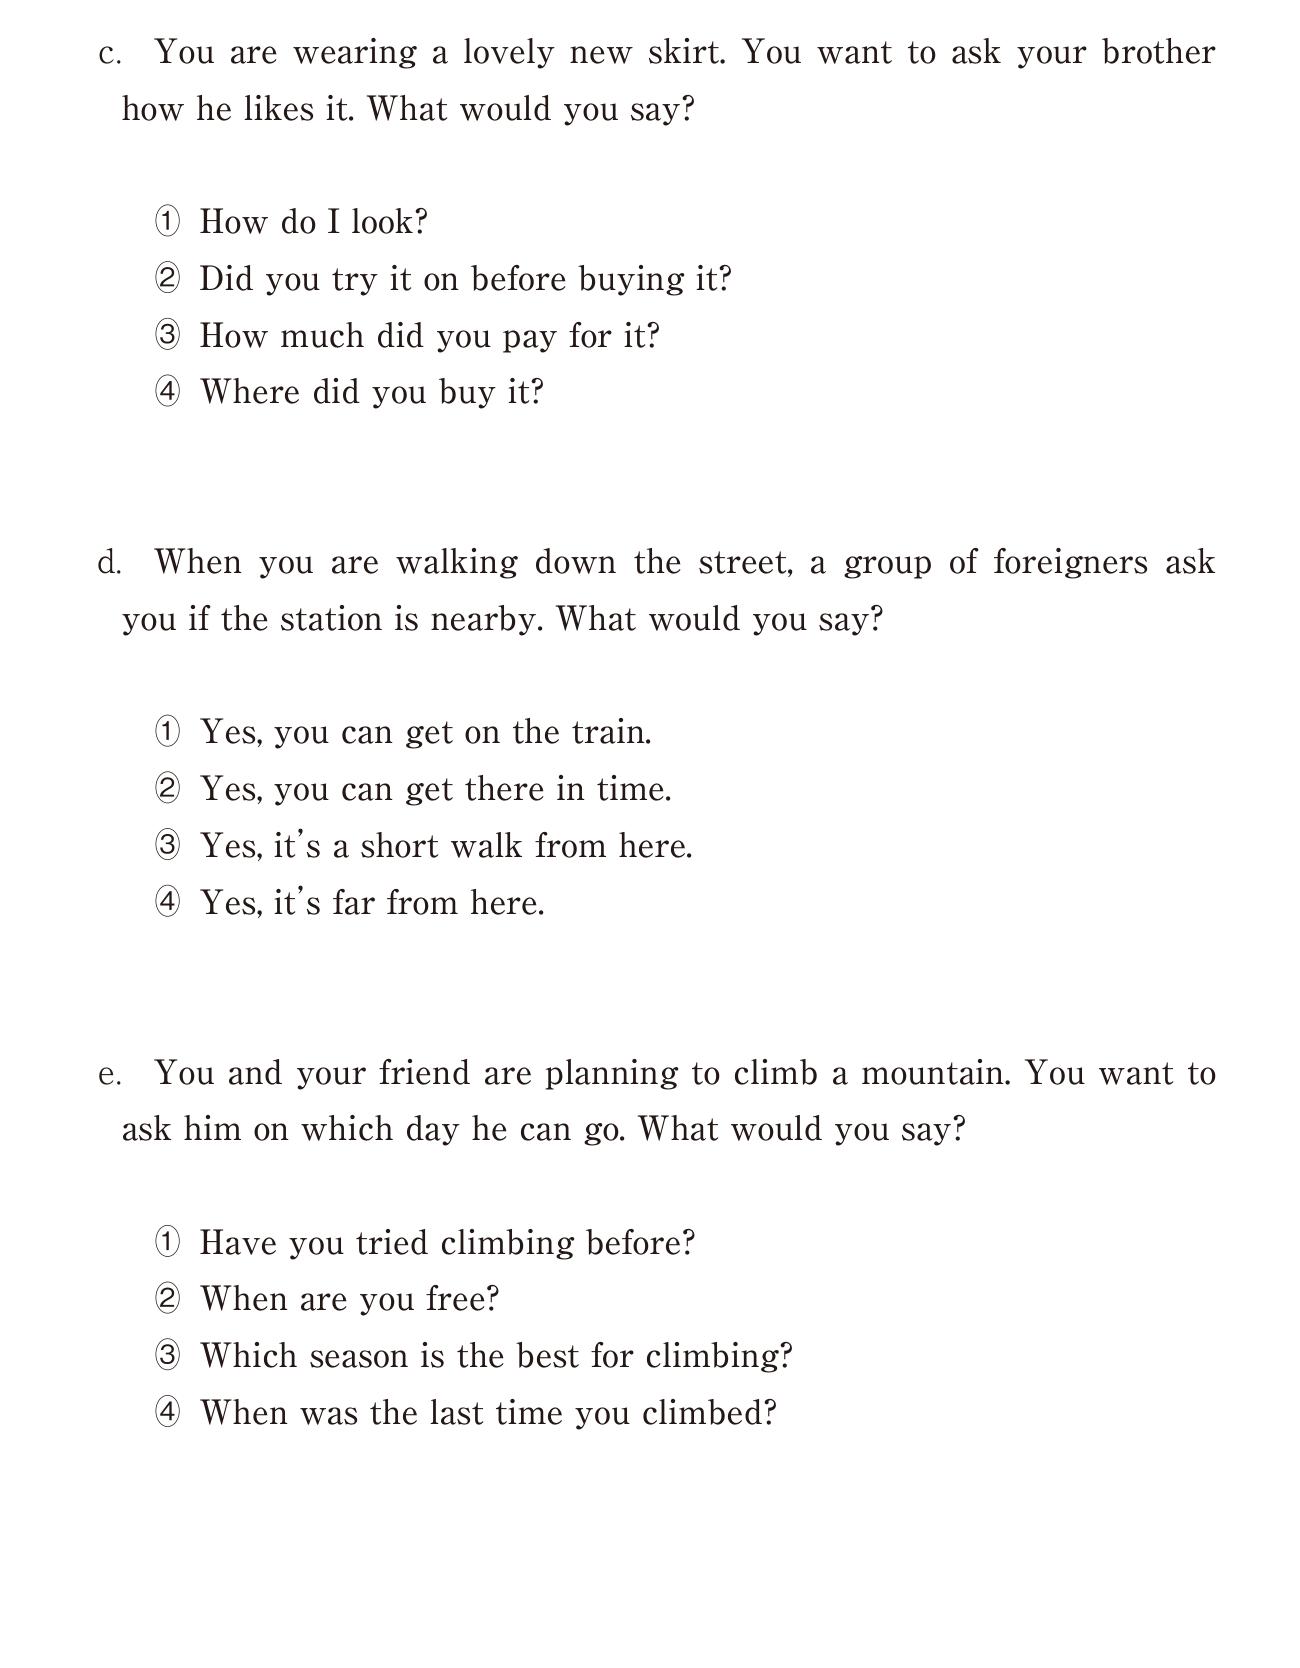 c. You are wearing a lovely new skirt. You want to ask your brother
how he likes it. What would you say?
① How do I look?
② Did you try it on before buying it?
③ How much did you pay for it?
④ Where did you buy it?
d. When you are walking down the street, a group of foreigners ask
you if the station is nearby. What would you say?
① Yes, you can get on the train.
② Yes, you can get there in time.
③ Yes, it’s a short walk from here.
④ Yes, it’s far from here.
e. You and your friend are planning to climb a mountain. You want to
ask him on which day he can go. What would you say?
① Have you tried climbing before?
② When are you free?
③ Which season is the best for climbing?
④ When was the last time you climbed?